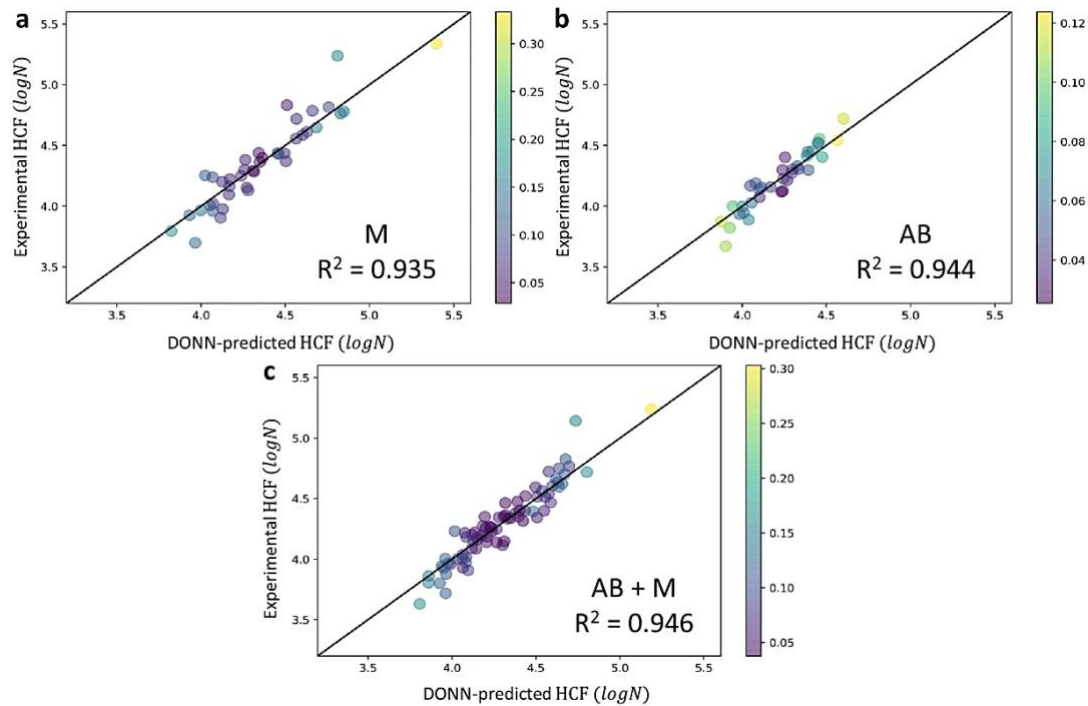 a
5.5
5.0
4.5
4.0
3.5
Experimental HCF (logN)
M
R² = 0.935
3.5 4.0 4.5 5.0 5.5
DONN-predicted HCF (logN)
0.30
0.25
0.20
0.15
0.10
0.05
b
5.5
5.0
4.5
4.0
3.5
Experimental HCF (logN)
AB
R² = 0.944
3.5 4.0 4.5 5.0 5.5
DONN-predicted HCF (logN)
0.12
0.10
0.08
0.06
0.04
c
5.5
5.0
4.5
4.0
3.5
Experimental HCF (logN)
AB + M
R² = 0.946
3.5 4.0 4.5 5.0 5.5
DONN-predicted HCF (logN)
0.30
0.25
0.20
0.15
0.10
0.05